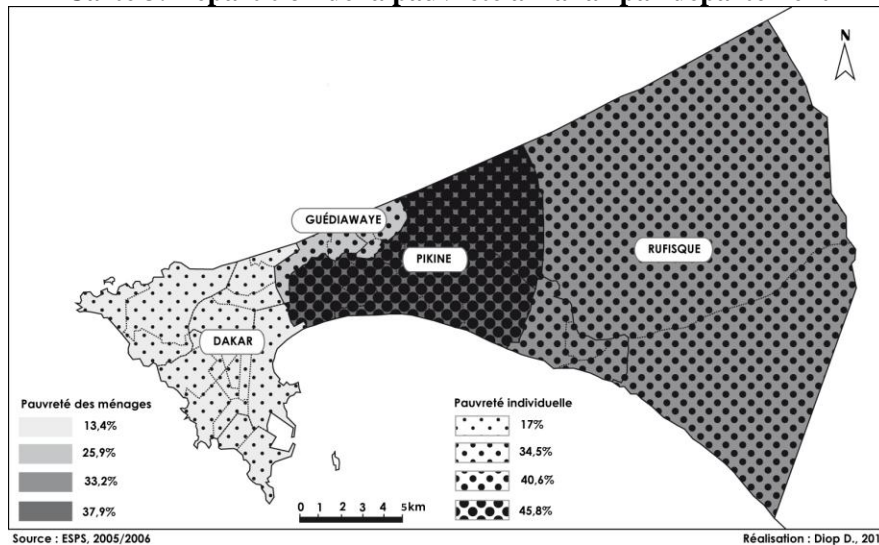 N
GUÉDIAWAYE
PIKINE
RUFISQUE
DAKAR
Pauvreté des ménages
13,4%
25,9%
33,2%
37,9%
Pauvreté individuelle
17%
34,5%
40,6%
45,8%
0 1 2 3 4 5km
Source : ESPS, 2005/2006
Réalisation : Diop D., 201